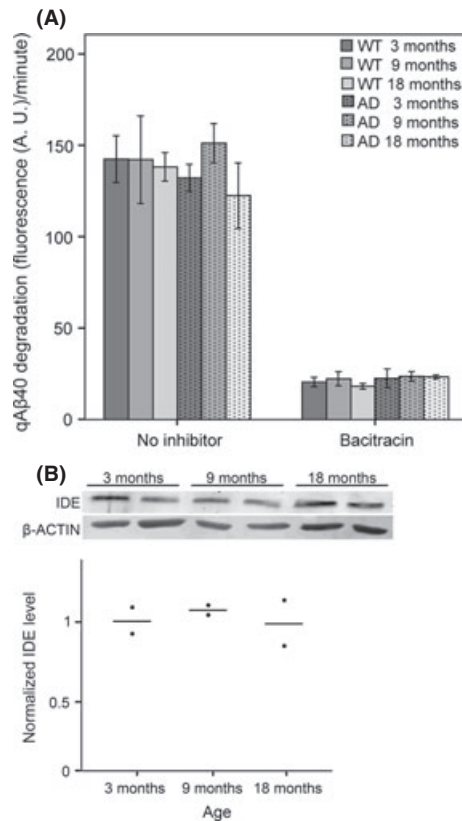 (A)
qAβ40 degradation (fluorescence (A. U.)/minute)
200
150
100
50
0
WT 3 months
WT 9 months
WT 18 months
AD 3 months
AD 9 months
AD 18 months
No inhibitor
Bacitracin
(B)
3 months 9 months 18 months
IDE
β-ACTIN
Normalized IDE level
1
0.5
0
3 months 9 months 18 months
Age